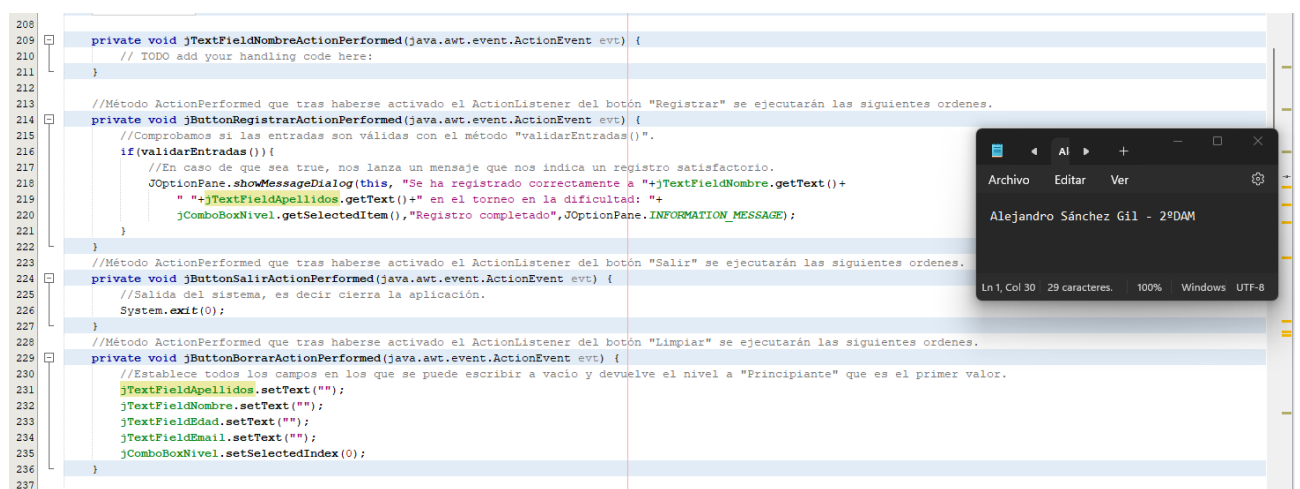 208
209 private void jTextFieldNombreActionPerformed(java.awt.event.ActionEvent evt) {
210 // TODO add your handling code here:
211 }
212
213 //Método ActionPerformed que tras haberse activado el ActionListener del botón "Registrar" se ejecutarán las siguientes ordenes.
214 private void jButtonRegistrarActionPerformed(java.awt.event.ActionEvent evt) {
215 //Comprobamos si las entradas son válidas con el método "validarEntradas()".
216 if(validarEntradas()){
217 //En caso de que sea true, nos lanza un mensaje que nos indica un registro satisfactorio.
218 JOptionPane.showMessageDialog(this, "Se ha registrado correctamente a "+jTextFieldNombre.getText()+
219 " "+jTextFieldApellidos.getText()+" en el torneo en la dificultad: "+
220 jComboBoxNivel.getSelectedItem(),"Registro completado",JOptionPane.INFORMATION_MESSAGE);
221 }
222 }
223 //Método ActionPerformed que tras haberse activado el ActionListener del botón "Salir" se ejecutarán las siguientes ordenes.
224 private void jButtonSalirActionPerformed(java.awt.event.ActionEvent evt) {
225 //Salida del sistema, es decir cierra la aplicación.
226 System.exit(0);
227 }
228 //Método ActionPerformed que tras haberse activado el ActionListener del botón "Limpiar" se ejecutarán las siguientes ordenes.
229 private void jButtonBorrarActionPerformed(java.awt.event.ActionEvent evt) {
230 //Establece todos los campos en los que se puede escribir a vacio y devuelve el nivel a "Principiante" que es el primer valor.
231 jTextFieldApellidos.setText("");
232 jTextFieldNombre.setText("");
233 jTextFieldEdad.setText("");
234 jTextFieldEmail.setText("");
235 jComboBoxNivel.setSelectedIndex(0);
236 }
237
Al
Archivo Editar Ver
Alejandro Sánchez Gil - 2ºDAM
Ln 1, Col 30 29 caracteres. 100% Windows UTF-8